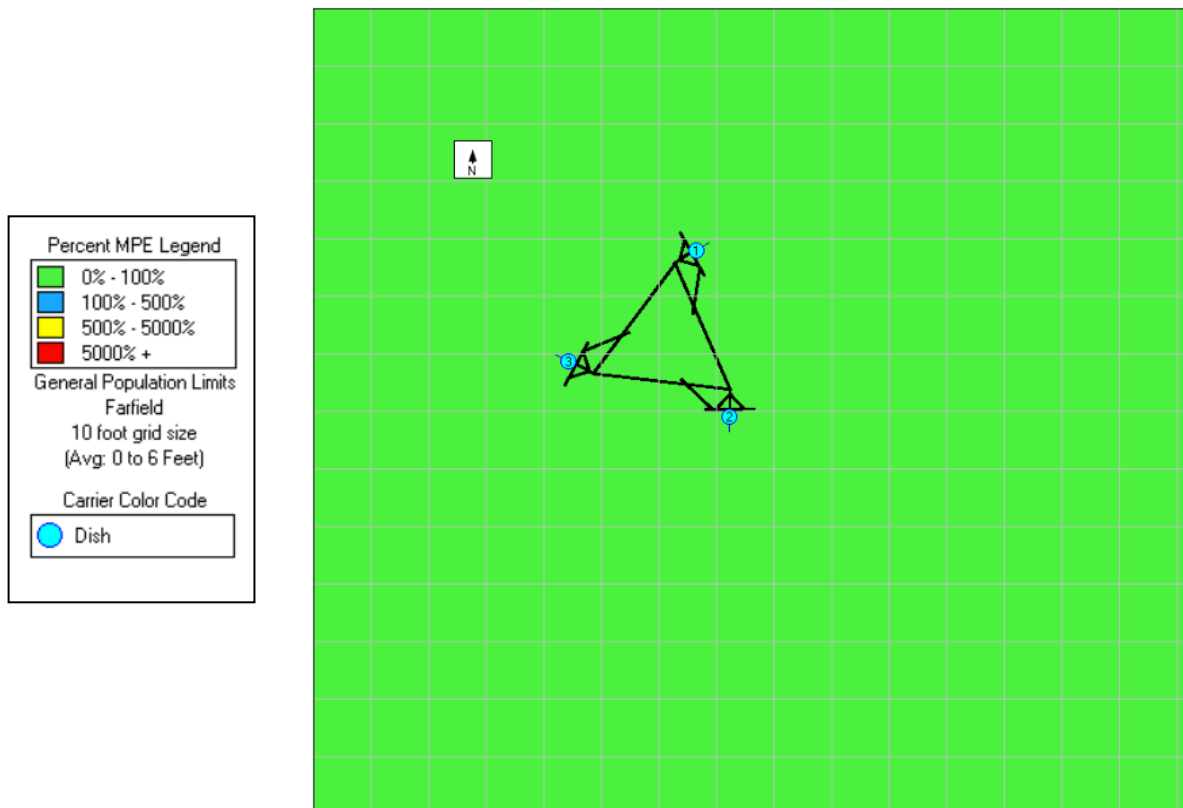 Percent MPE Legend
0% - 100%
100% - 500%
500% - 5000%
5000% +
General Population Limits
Farfield
10 foot grid size
(Avg: 0 to 6 Feet)
Carrier Color Code
Dish
N
1
3
2